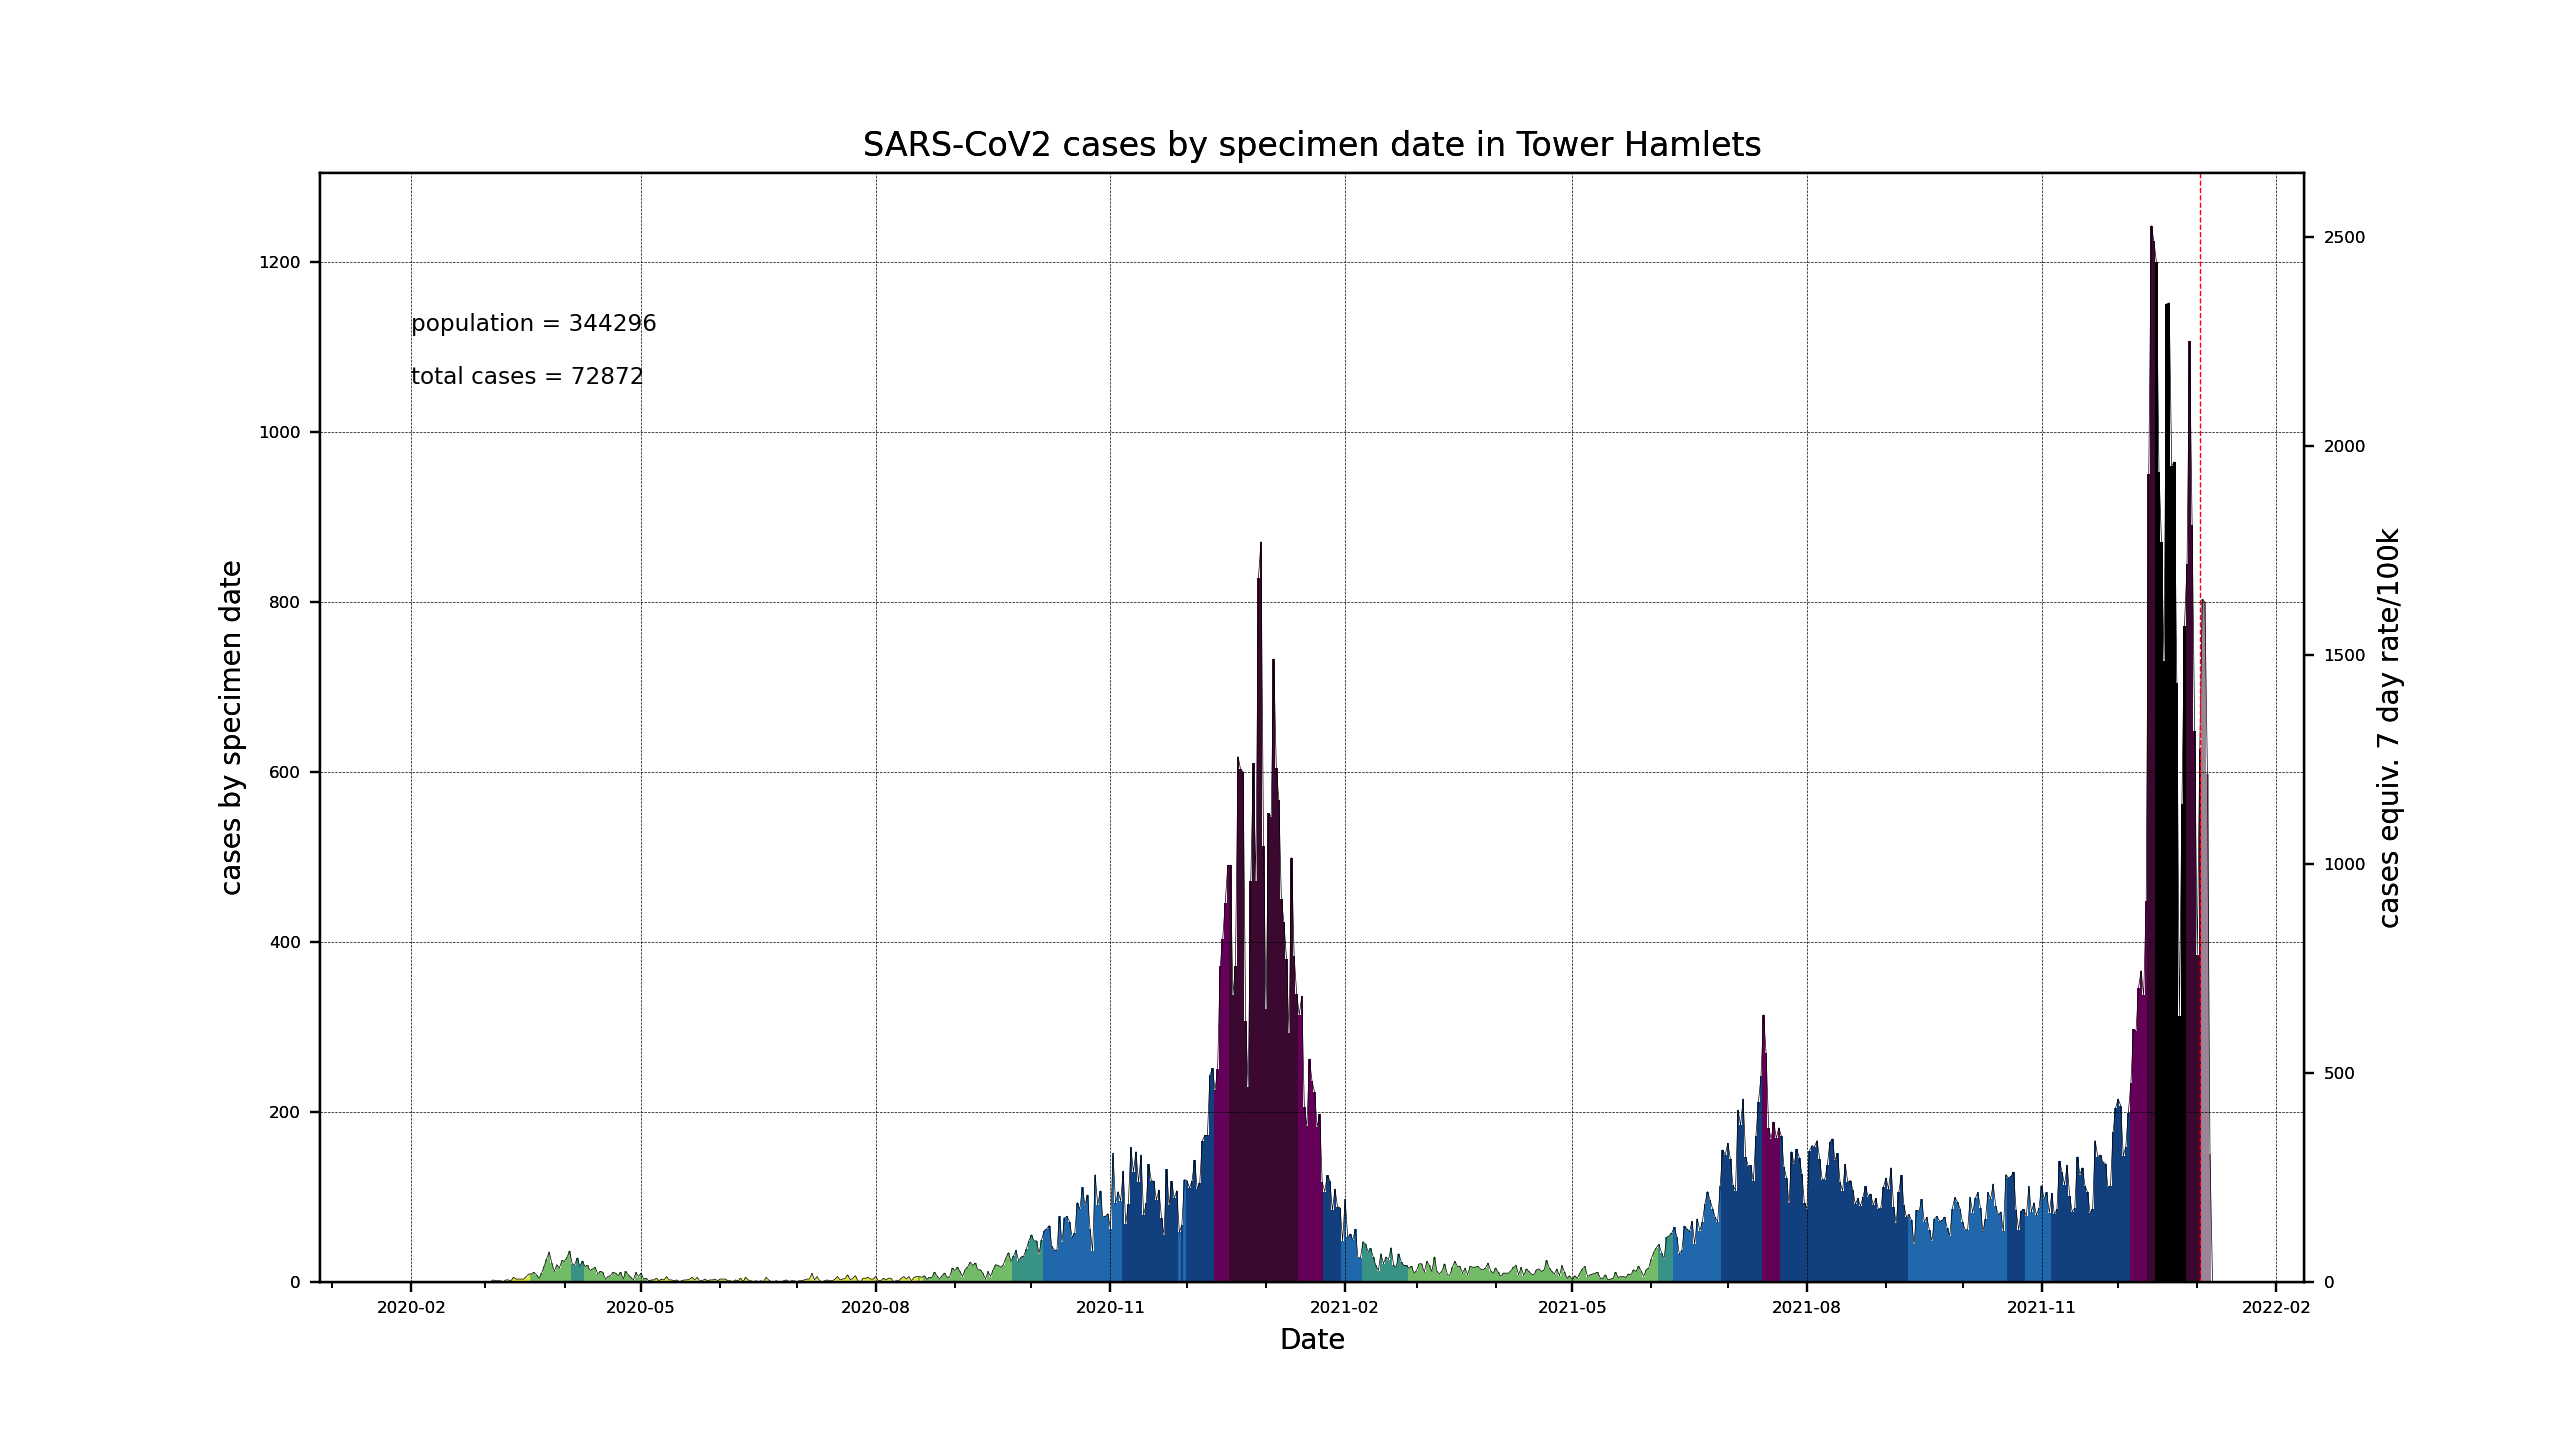 SARS-CoV2 cases by specimen date in Tower Hamlets
population = 344296
total cases = 72872
cases by specimen date
1200
1000
800
600
400
200
0
2500
2000
1500
1000
500
0
cases equiv. 7 day rate/100k
2020-02 2020-05 2020-08 2020-11 2021-02 2021-05 2021-08 2021-11 2022-02
Date